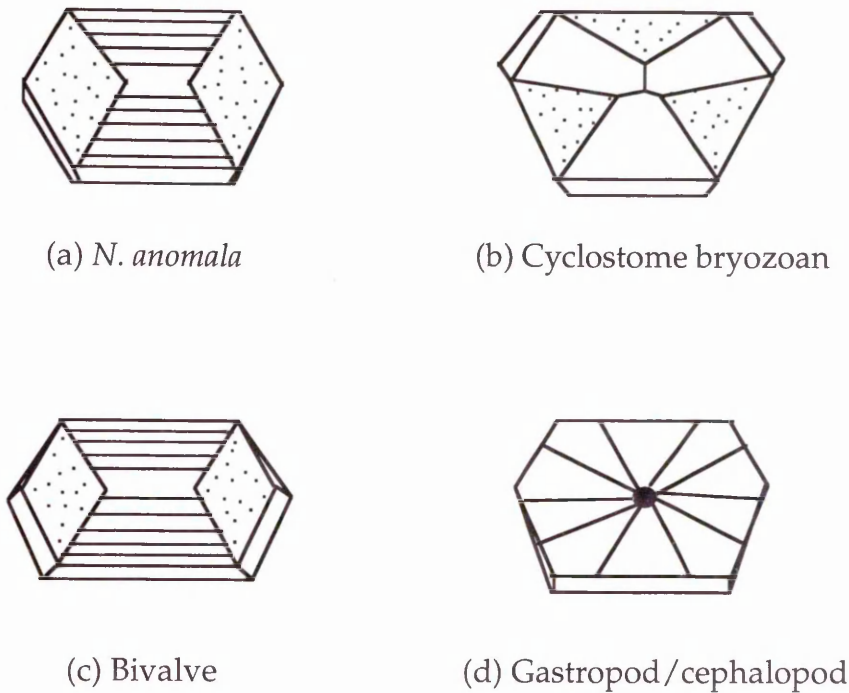 (a) N. anomala
(b) Cyclostome bryozoan
(c) Bivalve
(d) Gastropod/cephalopod